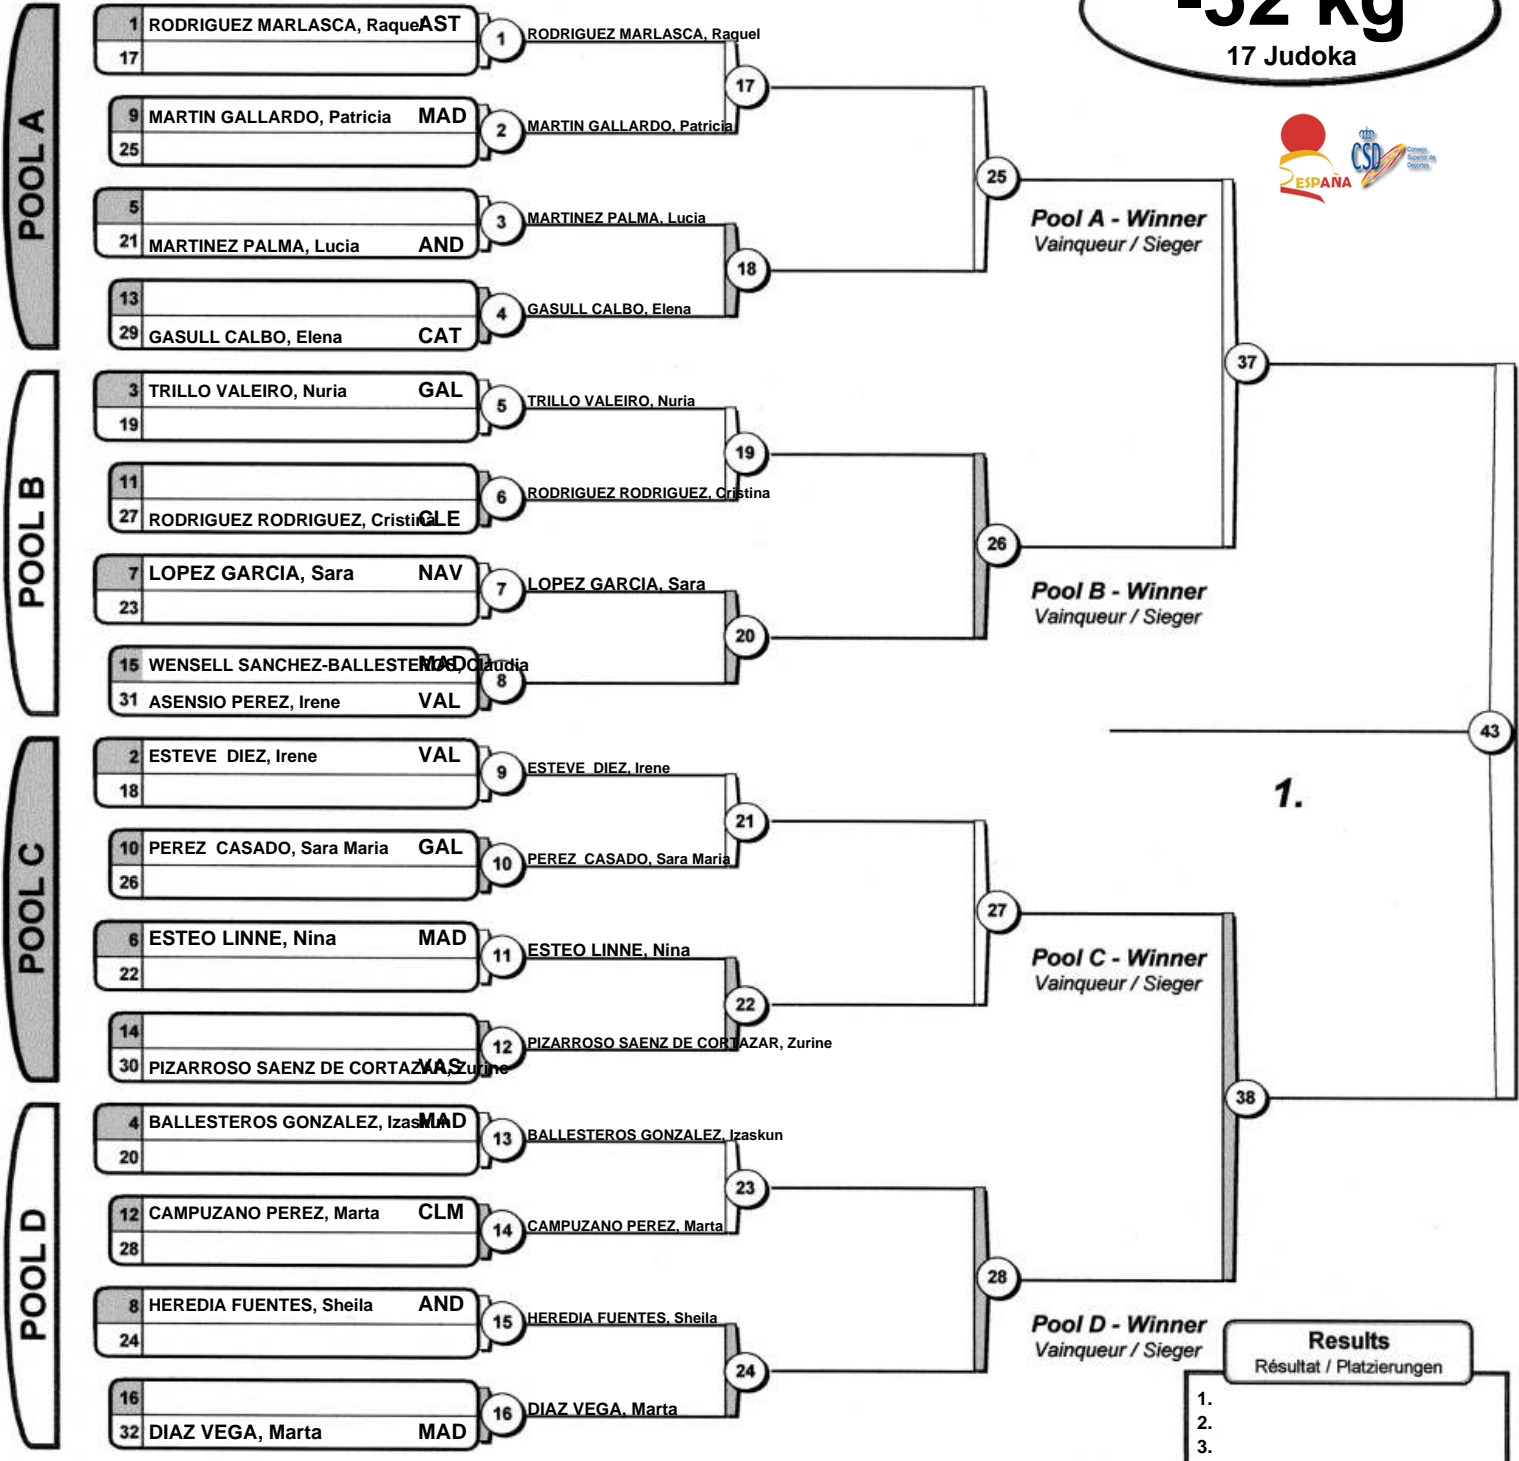 -52 kg
17 Judoka
ESPAÑA
CSD
Consejo
Superior de
Deportes
POOL A
1 RODRIGUEZ MARLASCA, Raquel AST
17
1 RODRIGUEZ MARLASCA, Raquel
17
9 MARTIN GALLARDO, Patricia MAD
25
2 MARTIN GALLARDO, Patricia
25
Pool A - Winner
Vainqueur / Sieger
5
21 MARTINEZ PALMA, Lucia AND
3 MARTINEZ PALMA, Lucia
18
13
29 GASULL CALBO, Elena CAT
4 GASULL CALBO, Elena
37
POOL B
3 TRILLO VALEIRO, Nuria GAL
19
5 TRILLO VALEIRO, Nuria
19
11
27 RODRIGUEZ RODRIGUEZ, Cristina CLE
6 RODRIGUEZ RODRIGUEZ, Cristina
26
Pool B - Winner
Vainqueur / Sieger
7 LOPEZ GARCIA, Sara NAV
23
7 LOPEZ GARCIA, Sara
20
15 WENSELL SANCHEZ-BALLESTEROS, Claudia MAD
31 ASENSIO PEREZ, Irene VAL
8
43
1.
POOL C
2 ESTEVE DIEZ, Irene VAL
18
9 ESTEVE DIEZ, Irene
21
10 PEREZ CASADO, Sara Maria GAL
26
10 PEREZ CASADO, Sara Maria
27
Pool C - Winner
Vainqueur / Sieger
6 ESTEO LINNE, Nina MAD
22
11 ESTEO LINNE, Nina
22
14
30 PIZARROSO SAENZ DE CORTAZAR, Zurine VAS
12 PIZARROSO SAENZ DE CORTAZAR, Zurine
38
POOL D
4 BALLESTEROS GONZALEZ, Izaskun MAD
20
13 BALLESTEROS GONZALEZ, Izaskun
23
12 CAMPUZANO PEREZ, Marta CLM
28
14 CAMPUZANO PEREZ, Marta
28
Pool D - Winner
Vainqueur / Sieger
8 HEREDIA FUENTES, Sheila AND
24
15 HEREDIA FUENTES, Sheila
24
16
32 DIAZ VEGA, Marta MAD
16 DIAZ VEGA, Marta
Results
Résultat / Platzierungen
1.
2.
3.